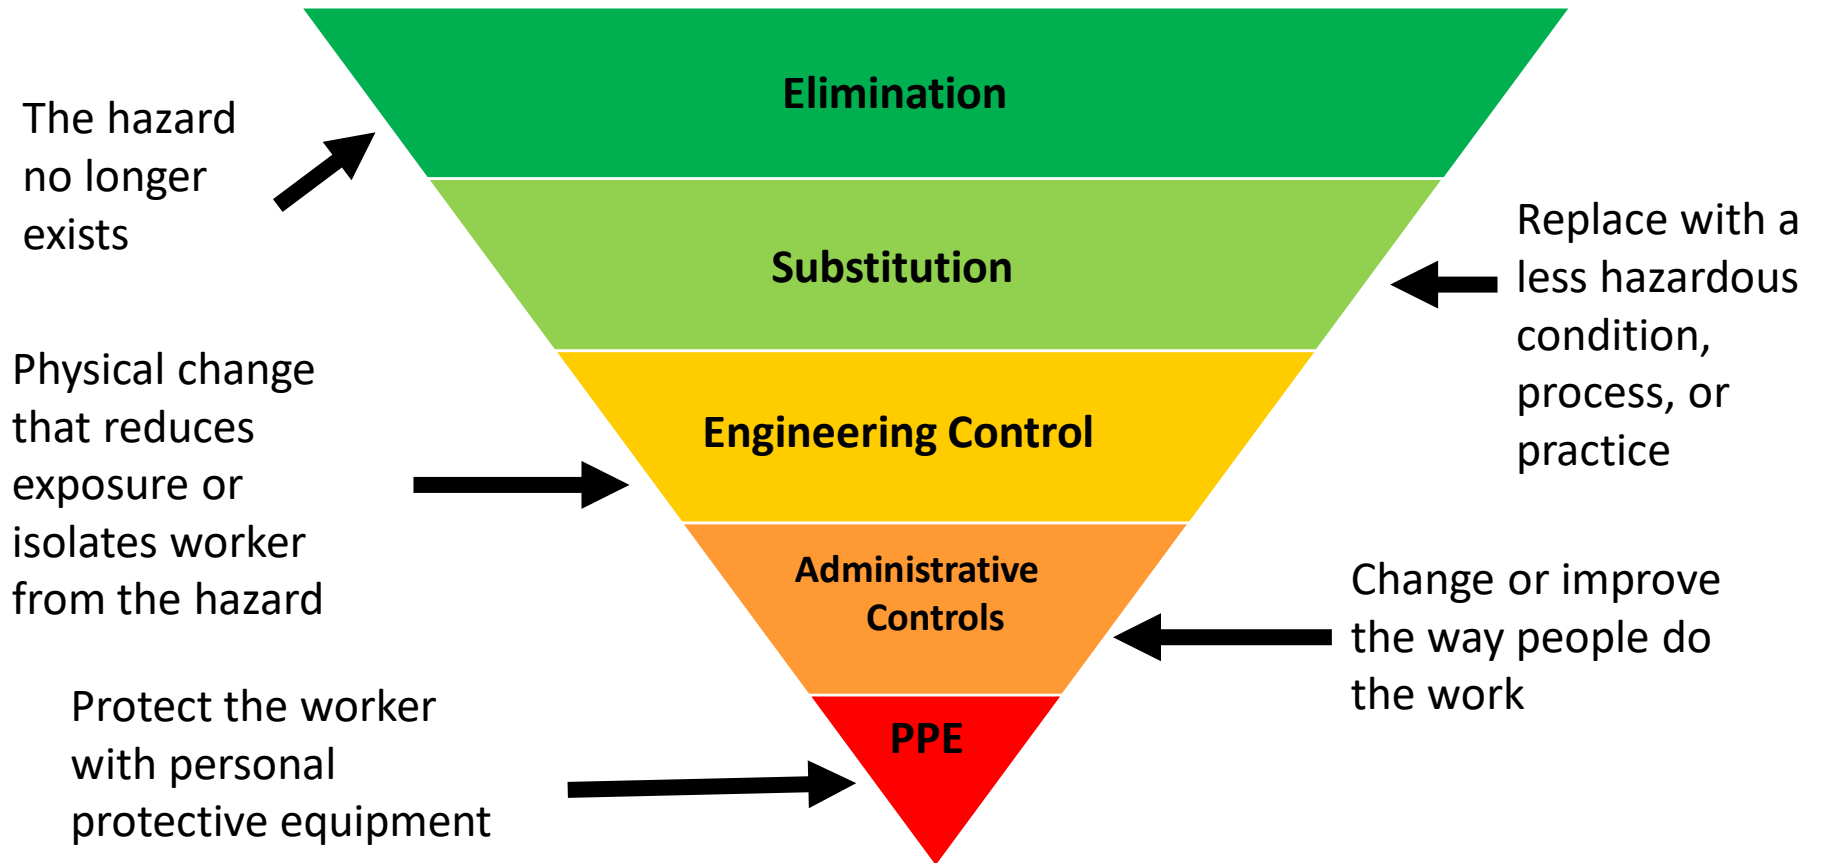 Elimination
The hazard
no longer
exists
Substitution
Replace with a
less hazardous
condition,
process, or
practice
Engineering Control
Physical change
that reduces
exposure or
isolates worker
from the hazard
Administrative
Controls
Change or improve
the way people do
the work
PPE
Protect the worker
with personal
protective equipment